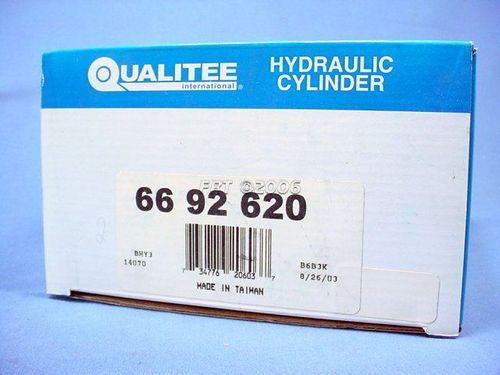 QUALITEE
international®
HYDRAULIC
CYLINDER
ERT ©2006
66 92 620
BHY3
14070
7 34776 20603 7
B6B3K
8/26/03
MADE IN TAIWAN